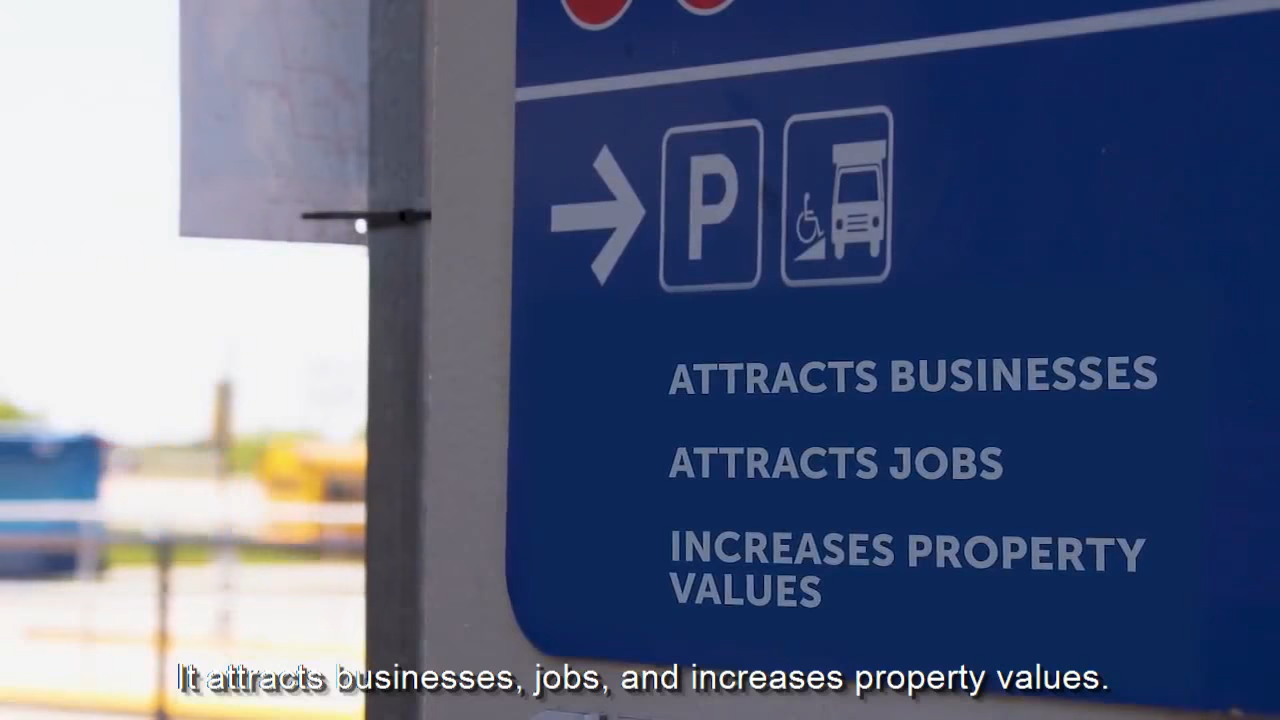 P
ATTRACTS BUSINESSES
ATTRACTS JOBS
INCREASES PROPERTY
VALUES
It attracts businesses, jobs, and increases property values.